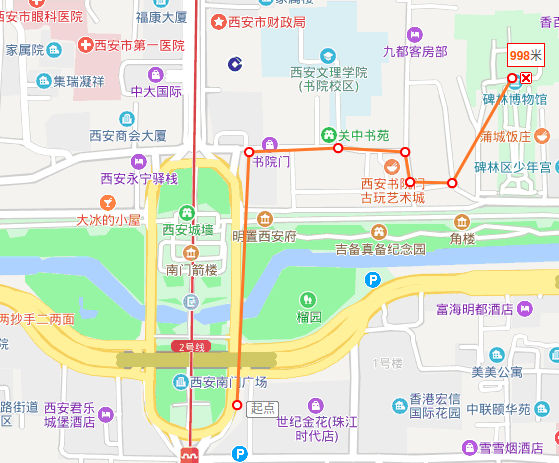 西安眼科医院
福康大厦
西安市财政局
家属院
西安市第一医院
九都客房部
香
998米
集瑞凝祥
中大国际
西安文理学院
(书院校区)
碑林博物馆
西安商会大厦
关中书苑
蒲城饭庄
书院门
西安永宁驿栈
西安书院门
古玩艺术城
碑林区少年宫
大冰的小屋
西安城墙
明置西安府
角楼
吉备真备纪念园
南门箭楼
P
榴园
富海明都酒店
两抄手二两面
院
2号线
1号楼
美美公寓
西安南门广场
起点
路街道
区
西安君乐
城堡酒店
世纪金花(珠江
时代店)
香港宏信
国际花园
中联颐华苑
P
雪雪烟酒店